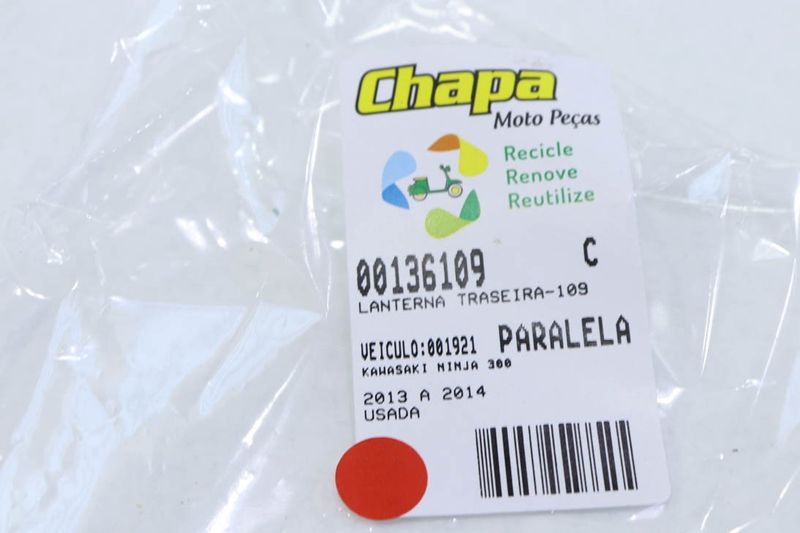 Chapa
Moto Peças
Recicle
Renove
Reutilize
00136109 C
LANTERNA TRASEIRA-109
VEICULO:001921 PARALELA
KAWASAKI NINJA 300
2013 A 2014
USADA